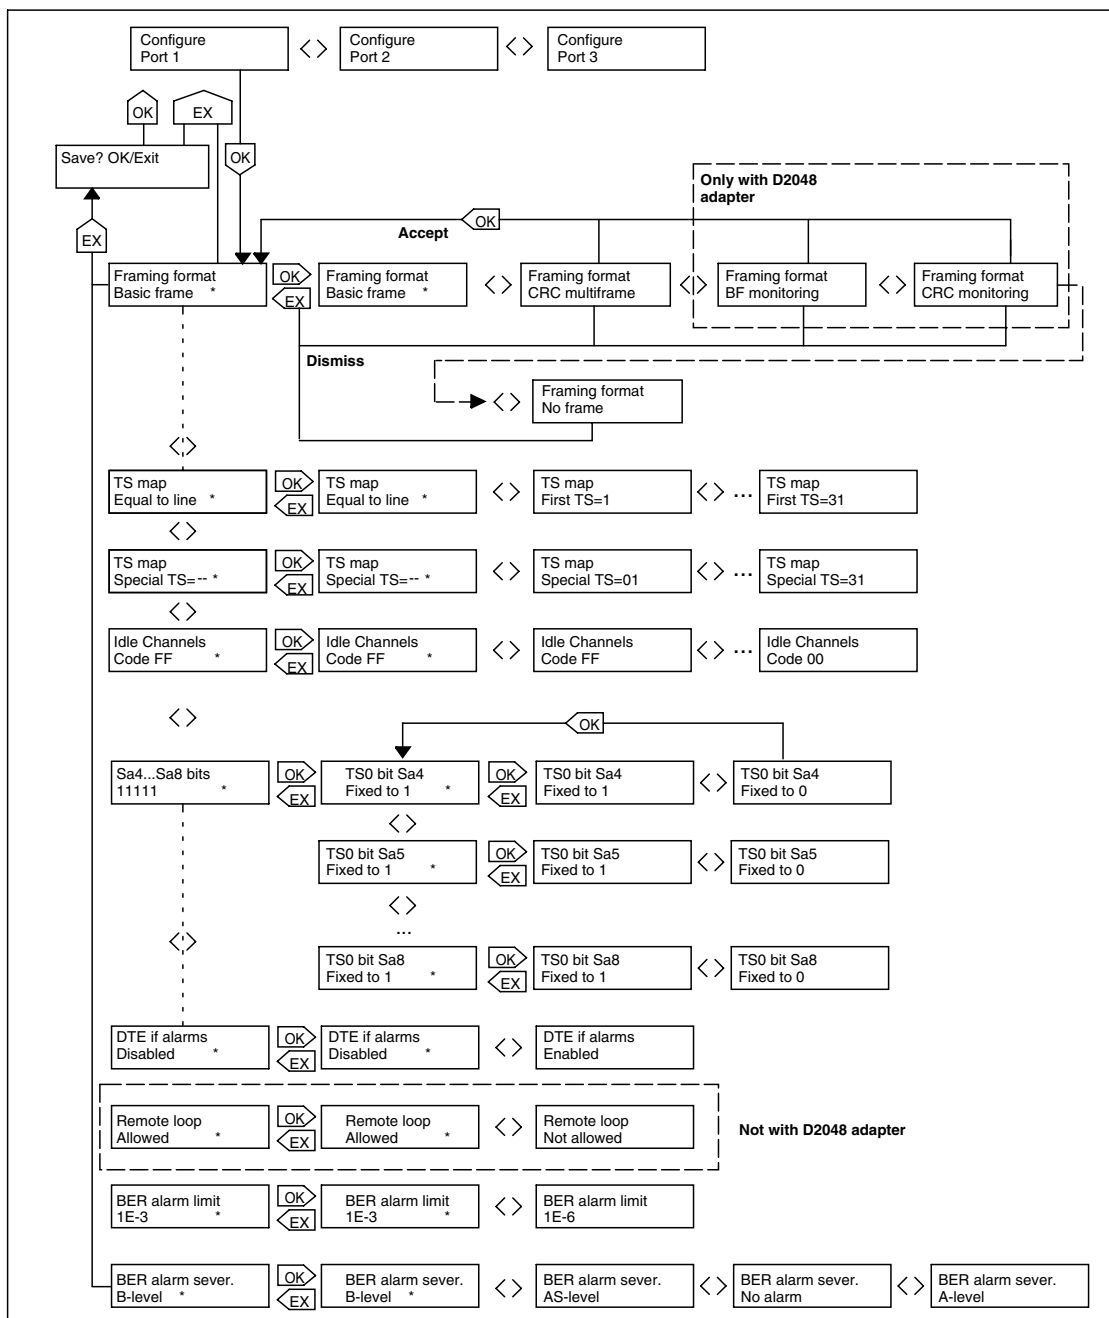 Configure
Port 1
< >
Configure
Port 2
< >
Configure
Port 3
OK
EX
Save? OK/Exit
OK
Only with D2048
adapter
OK
Accept
EX
Framing format
Basic frame *
OK
EX
Framing format
Basic frame *
< >
Framing format
CRC multiframe
< >
Framing format
BF monitoring
< >
Framing format
CRC monitoring
Dismiss
< >
Framing format
No frame
< >
TS map
Equal to line *
OK
EX
TS map
Equal to line *
< >
TS map
First TS=1
< > ...
TS map
First TS=31
< >
TS map
Special TS=-- *
OK
EX
TS map
Special TS=-- *
< >
TS map
Special TS=01
< > ...
TS map
Special TS=31
< >
Idle Channels
Code FF *
OK
EX
Idle Channels
Code FF *
< >
Idle Channels
Code FF
< > ...
Idle Channels
Code 00
< >
OK
Sa4...Sa8 bits
11111 *
OK
EX
TS0 bit Sa4
Fixed to 1 *
OK
EX
TS0 bit Sa4
Fixed to 1
< >
TS0 bit Sa4
Fixed to 0
< >
TS0 bit Sa5
Fixed to 1 *
OK
EX
TS0 bit Sa5
Fixed to 1
< >
TS0 bit Sa5
Fixed to 0
< >
...
< >
TS0 bit Sa8
Fixed to 1 *
OK
EX
TS0 bit Sa8
Fixed to 1
< >
TS0 bit Sa8
Fixed to 0
DTE if alarms
Disabled *
OK
EX
DTE if alarms
Disabled *
< >
DTE if alarms
Enabled
Remote loop
Allowed *
OK
EX
Remote loop
Allowed *
< >
Remote loop
Not allowed
Not with D2048 adapter
BER alarm limit
1E-3 *
OK
EX
BER alarm limit
1E-3 *
< >
BER alarm limit
1E-6
BER alarm sever.
B-level *
OK
EX
BER alarm sever.
B-level *
< >
BER alarm sever.
AS-level
< >
BER alarm sever.
No alarm
< >
BER alarm sever.
A-level